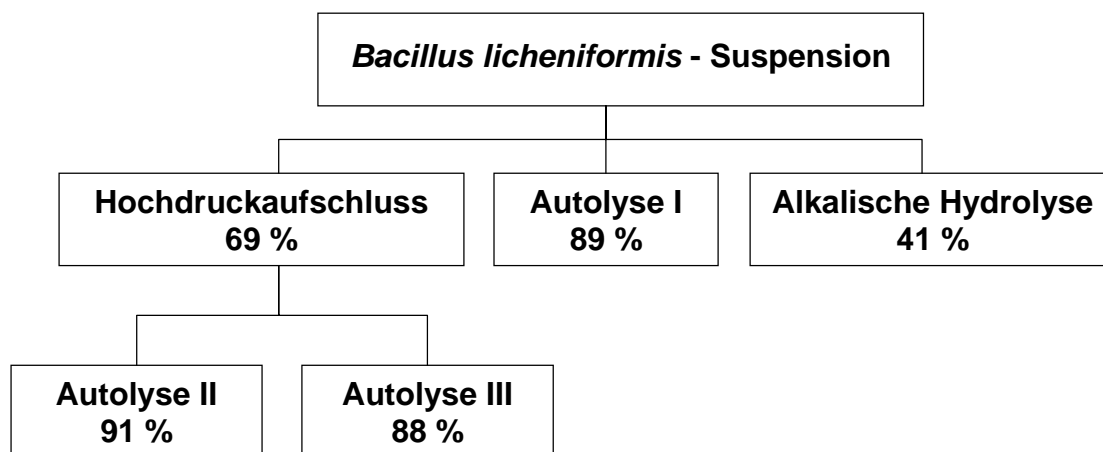 Bacillus licheniformis - Suspension
Hochdruckaufschluss
69 %
Autolyse I
89 %
Alkalische Hydrolyse
41 %
Autolyse II
91 %
Autolyse III
88 %